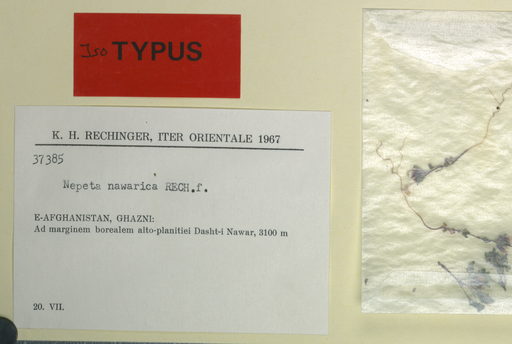 Iso TYPUS
K. H. RECHINGER, ITER ORIENTALE 1967
37385
Nepeta nawarica RECH.f.
E-AFGHANISTAN, GHAZNI:
Ad marginem borealem alto-planitiei Dasht-i Nawar, 3100 m
20. VII.